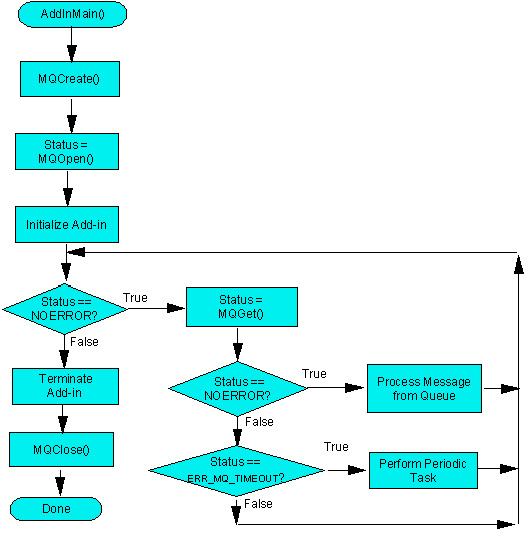 AddInMain()
MQCreate()
Status =
MQOpen()
Initialize Add-in
Status ==
NOERROR?
True
False
Status =
MQGet()
Terminate
Add-in
Status ==
NOERROR?
True
False
Process Message
from Queue
MQClose()
Status ==
ERR_MQ_TIMEOUT?
True
False
Perform Periodic
Task
Done